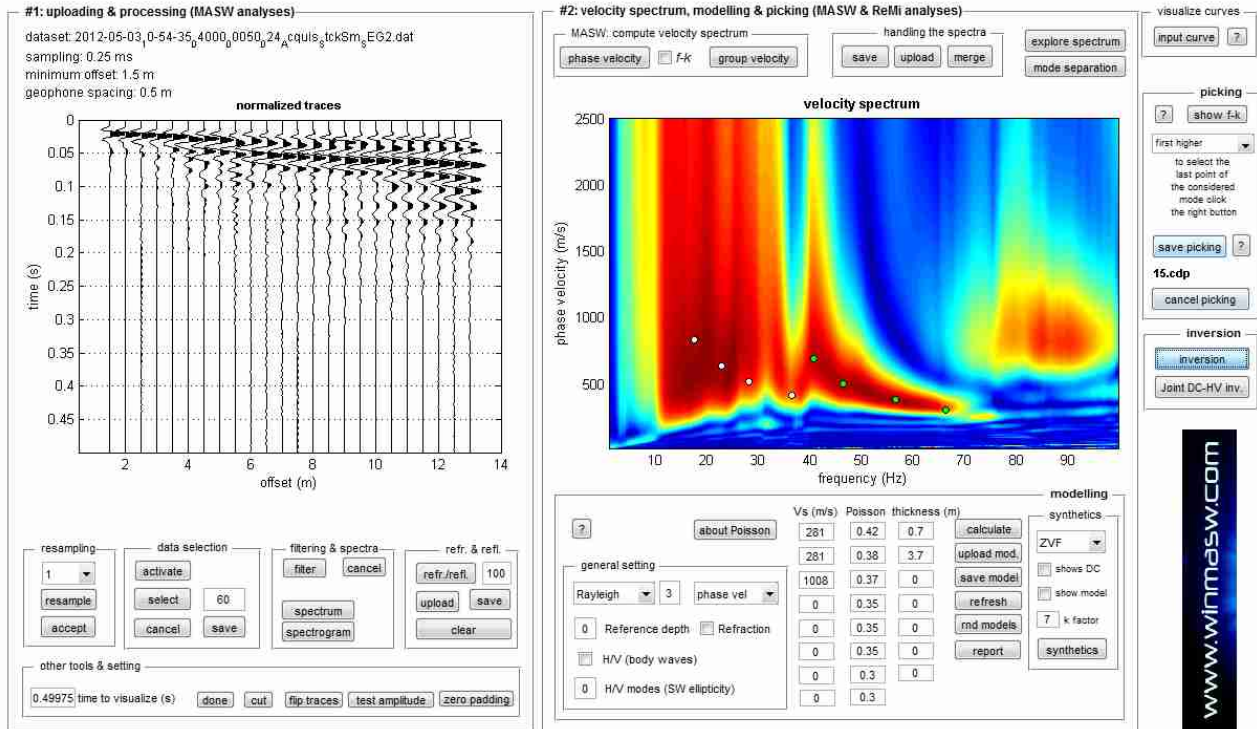 #1: uploading & processing (MASW analyses)
dataset: 2012-05-03_10-54-35_D4000_D0050_D24_Acquis_StckSm_SEG2.dat
sampling: 0.25 ms
minimum offset: 1.5 m
geophone spacing: 0.5 m
normalized traces
0
0.05
0.1
0.15
0.2
0.25
0.3
0.35
0.4
0.45
time (s)
2 4 6 8 10 12 14
offset (m)
resampling
1
resample
accept
data selection
activate
select 60
cancel save
filtering & spectra
filter cancel
spectrum
spectrogram
refr. & refl.
refr./refl. 100
upload save
clear
other tools & setting
0.49975 time to visualize (s) done cut flip traces test amplitude zero padding
#2: velocity spectrum, modelling & picking (MASW & ReMi analyses)
MASW: compute velocity spectrum
phase velocity f-k group velocity
handling the spectra
save upload merge
explore spectrum
mode separation
velocity spectrum
2500
2000
1500
1000
500
phase velocity (m/s)
10 20 30 40 50 60 70 80 90
frequency (Hz)
modelling
?
about Poisson
general setting
Rayleigh 3 phase vel
0 Reference depth Refraction
H/V (body waves)
0 H/V modes (SW ellipticity)
Vs (m/s) Poisson thickness (m)
281 0.42 0.7
281 0.38 3.7
1008 0.37 0
0 0.35 0
0 0.35 0
0 0.35 0
0 0.3 0
0 0.3
calculate
upload mod.
save model
refresh
rnd models
report
synthetics
ZVF
shows DC
show model
7 k factor
synthetics
visualize curves
input curve ?
picking
? show f-k
first higher
to select the
last point of
the considered
mode click
the right button
save picking ?
15.cdp
cancel picking
inversion
inversion
Joint DC-HV inv.
www.winmasw.com